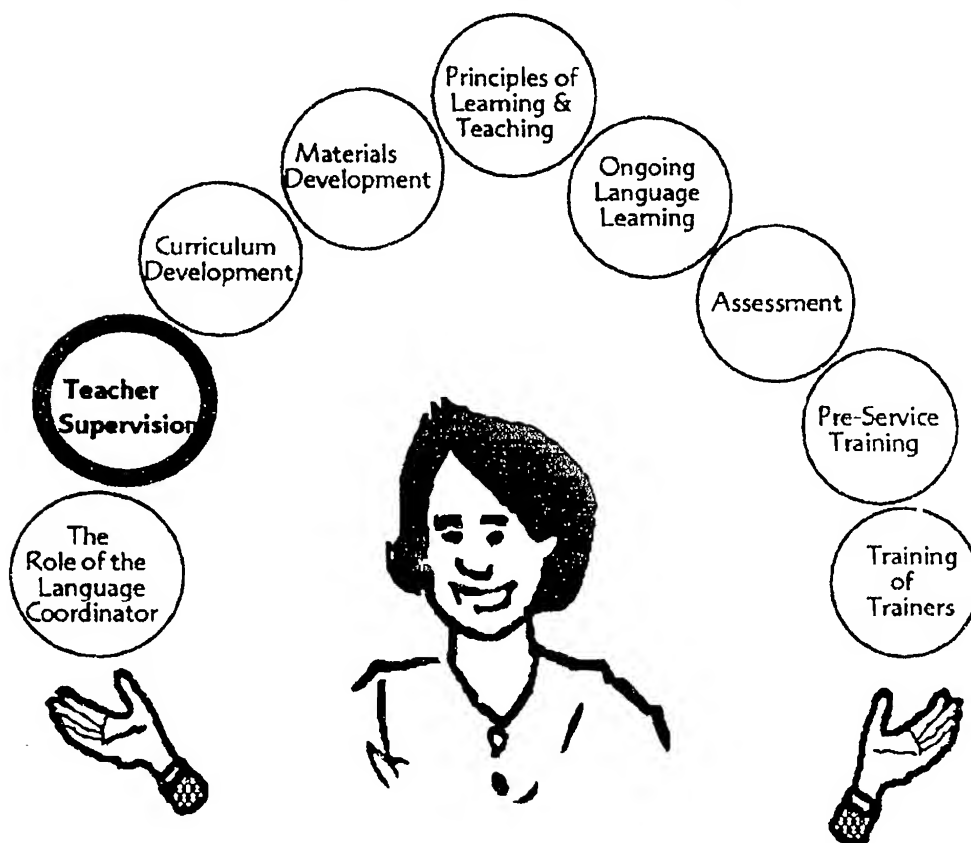 The
Role of the
Language
Coordinator
Teacher
Supervision
Curriculum
Development
Materials
Development
Principles of
Learning &
Teaching
Ongoing
Language
Learning
Assessment
Pre-Service
Training
Training
of
Trainers